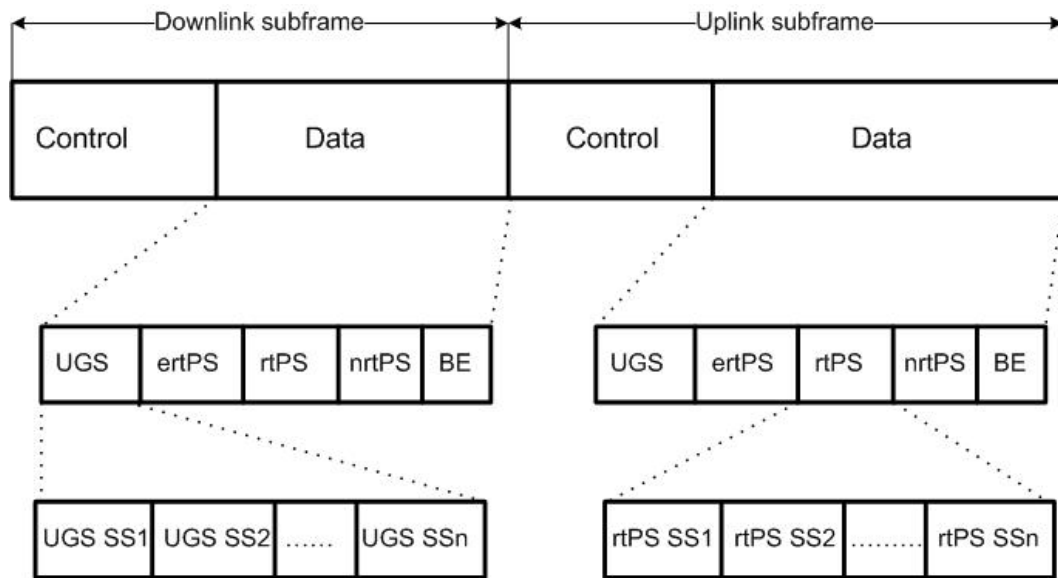 Downlink subframe Uplink subframe
Control Data Control Data
UGS ertPS rtPS nrtPS BE UGS ertPS rtPS nrtPS BE
UGS SS1 UGS SS2 ...... UGS SSn rtPS SS1 rtPS SS2 ......... rtPS SSn